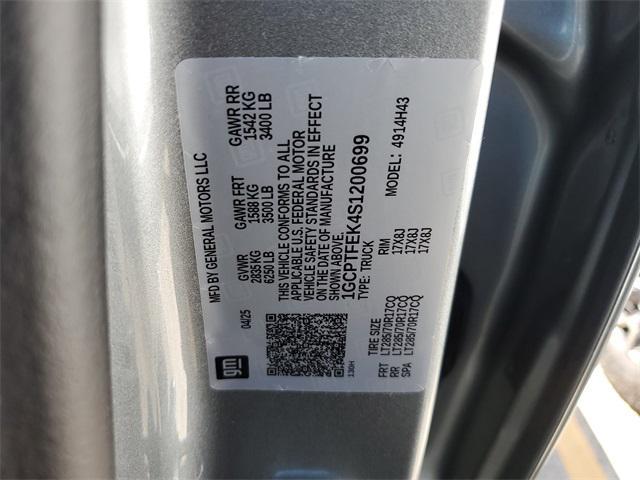 MFD BY GENERAL MOTORS LLC
04/25
GVWR GAWR FRT GAWR RR
2835 KG 1588 KG 1542 KG
6250 LB 3500 LB 3400 LB
THIS VEHICLE CONFORMS TO ALL
APPLICABLE U.S. FEDERAL MOTOR
VEHICLE SAFETY STANDARDS IN EFFECT
ON THE DATE OF MANUFACTURE
1GCPTFEK4S1200699
TYPE: TRUCK MODEL: 4914H43
TIRE SIZE RIM
FRT LT285/70R17CQ 17X8J
RR LT285/70R17CQ 17X8J
SPA LT285/70R17CQ 17X8J
gm